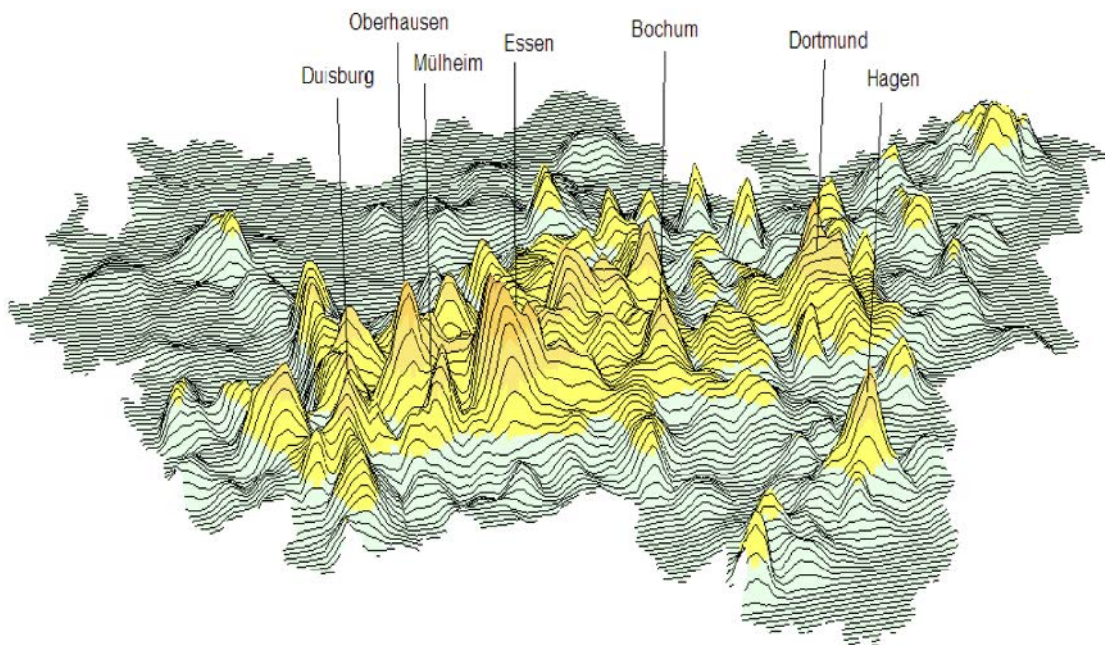 Oberhausen
Mülheim
Essen
Bochum
Dortmund
Duisburg
Hagen